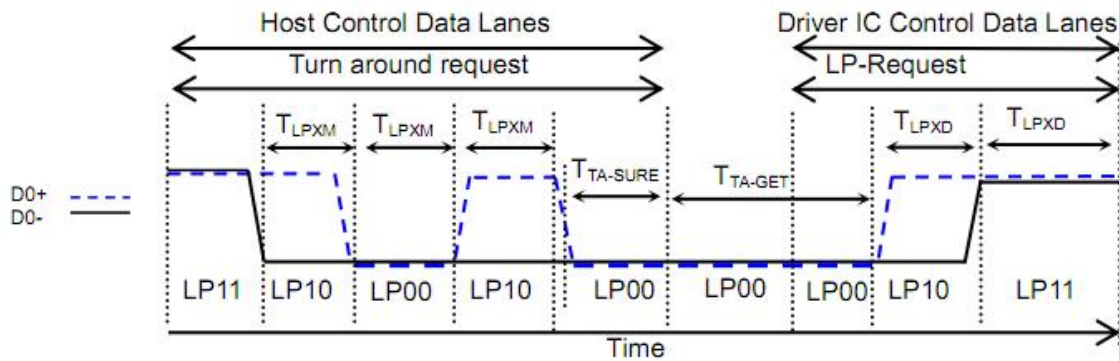 Host Control Data Lanes
Driver IC Control Data Lanes
Turn around request
LP-Request
TLPXM
TLPXM
TLPXM
TLPXD
TLPXD
TTA-SURE
TTA-GET
D0+
D0-
LP11
LP10
LP00
LP10
LP00
LP00
LP00
LP10
LP11
Time